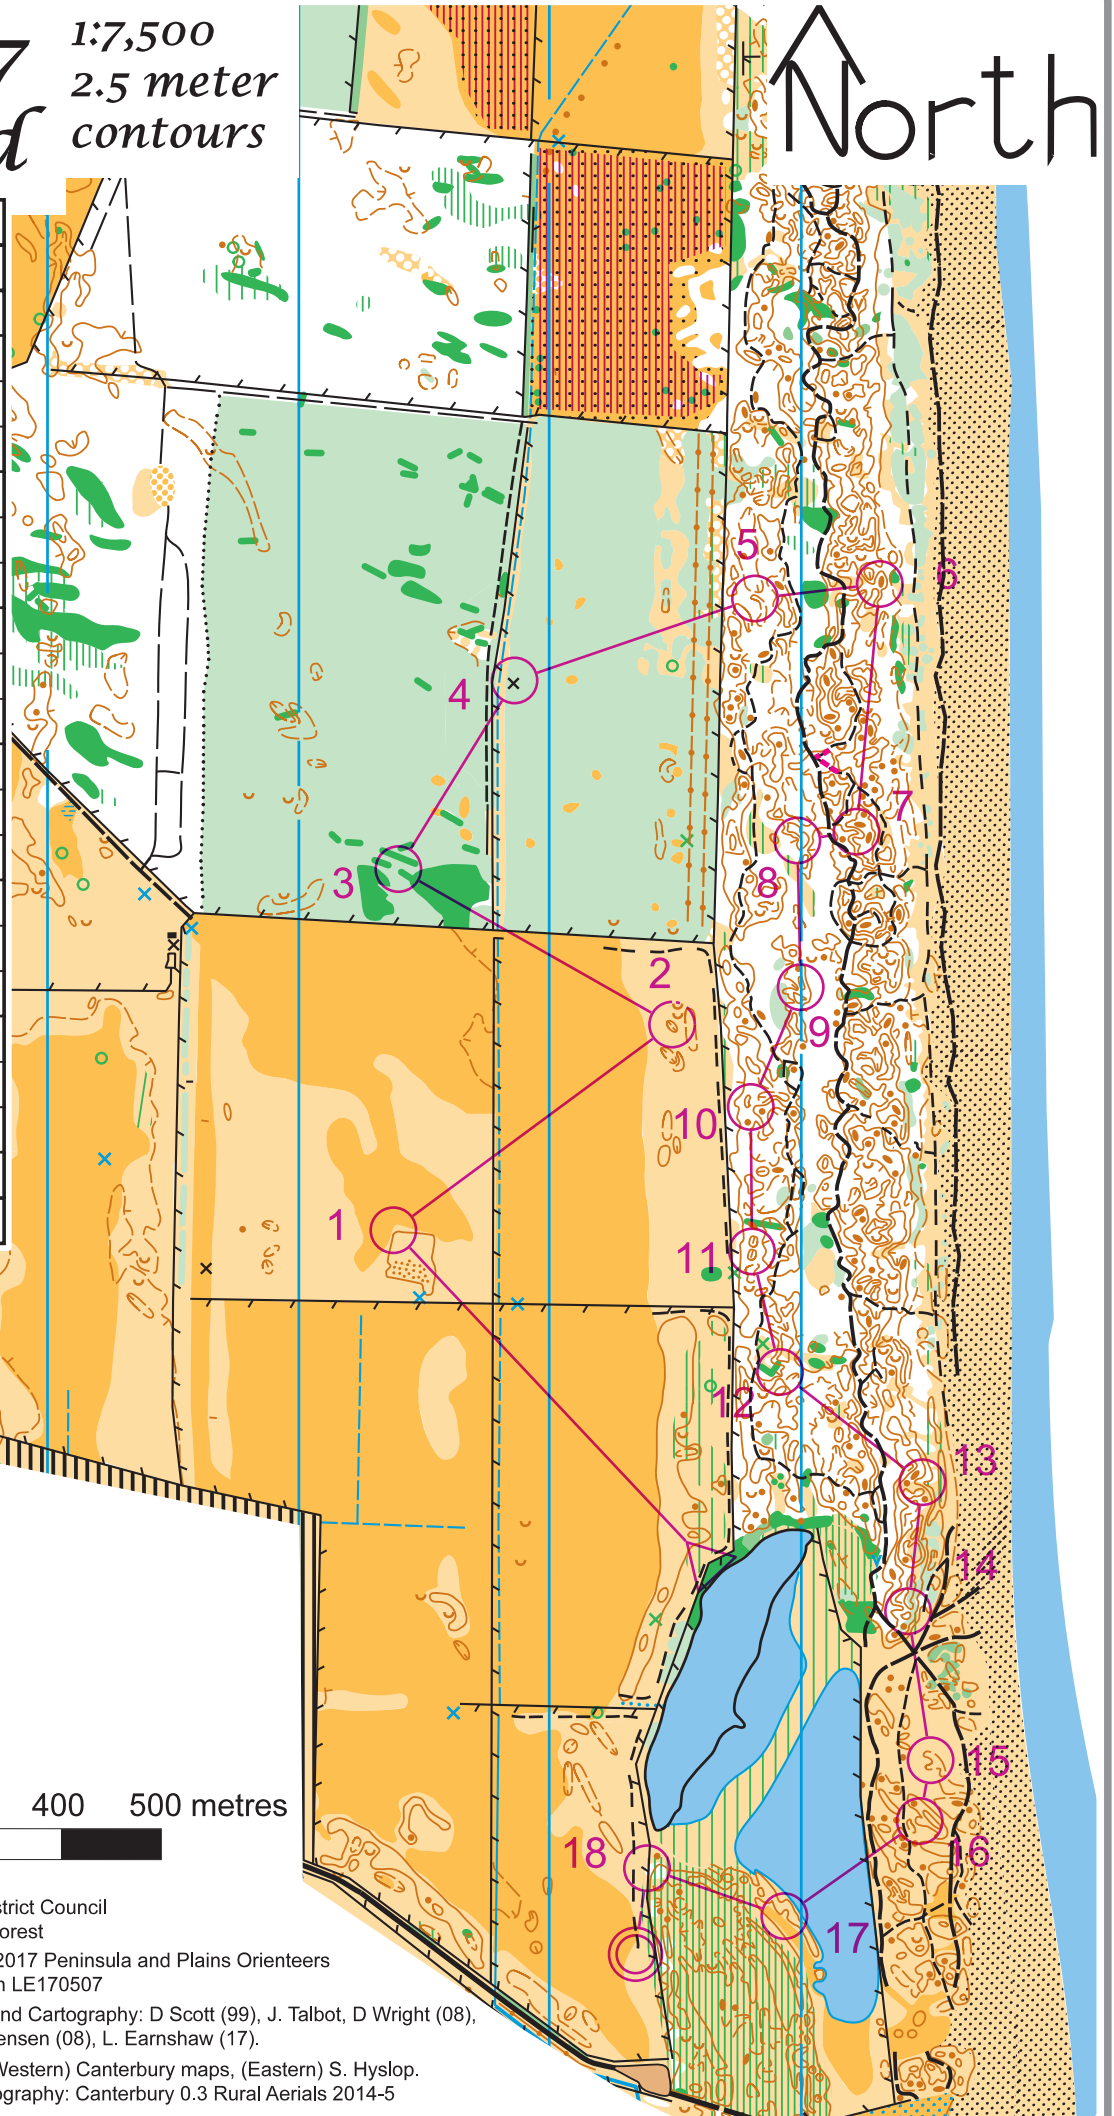 7
1:7,500
2.5 meter
d
contours
North
5
6
4
7
3
8
2
9
10
1
11
12
13
14
15
16
18
17
400 500 metres
strict Council
orest
2017 Peninsula and Plains Orienteers
LE170507
nd Cartography: D Scott (99), J. Talbot, D Wright (08),
ensen (08), L. Earnshaw (17).
Western) Canterbury maps, (Eastern) S. Hyslop.
ography: Canterbury 0.3 Rural Aerials 2014-5